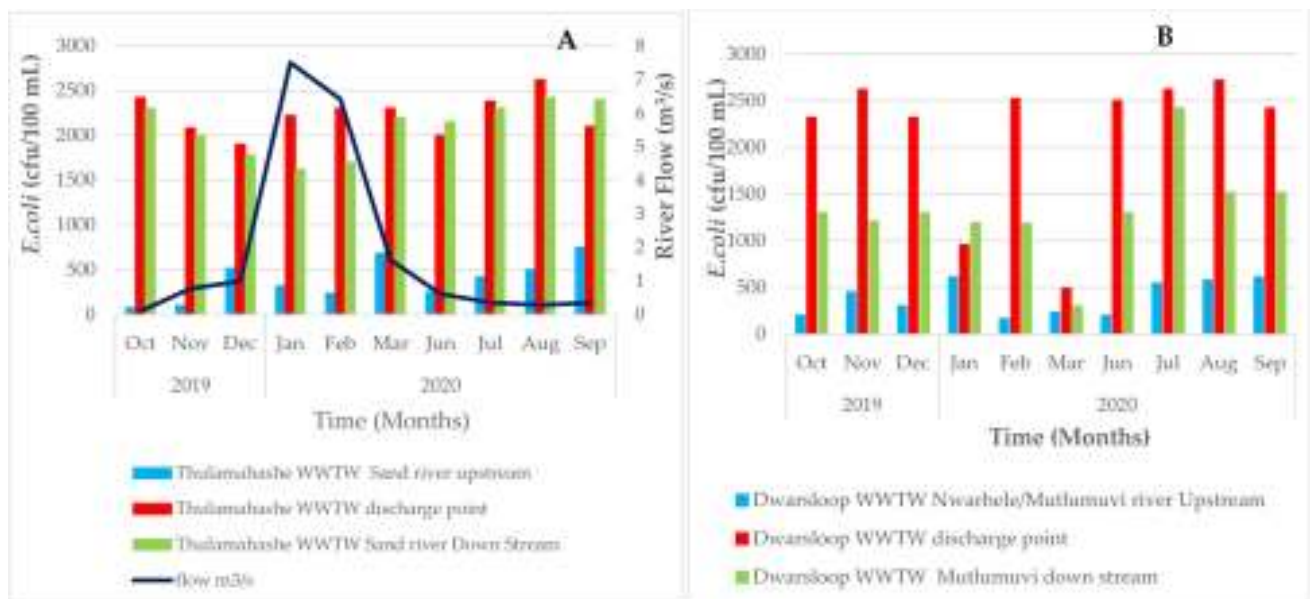 A
3000
2500
2000
1500
1000
500
0
E.coli (cfu/100 mL)
8
7
6
5
4
3
2
1
0
River Flow (m³/s)
Oct Nov Dec Jan Feb Mar Jun Jul Aug Sep
2019 2020
Time (Months)
Thulamahashe WWTW Sand river upstream
Thulamahashe WWTW discharge point
Thulamahashe WWTW Sand river Down Stream
flow m3/s
B
3000
2500
2000
1500
1000
500
0
E.coli (cfu/100 mL)
Oct Nov Dec Jan Feb Mar Jun Jul Aug Sep
2019 2020
Time (Months)
Dwarsloop WWTW Nwarhele/Mutlumuvi river Upstream
Dwarsloop WWTW discharge point
Dwarsloop WWTW Mutlumuvi down stream